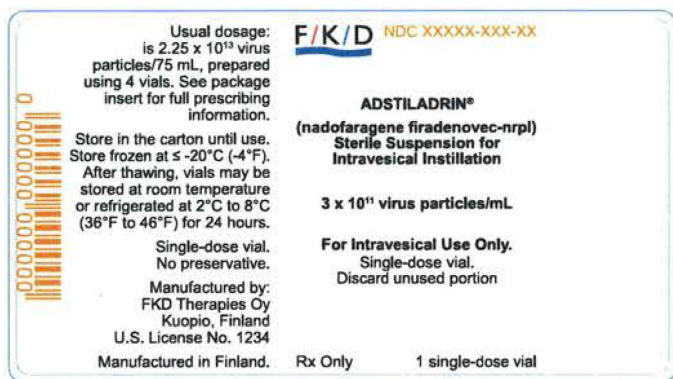 Usual dosage:
is 2.25 x 10¹³ virus
particles/75 mL, prepared
using 4 vials. See package
insert for full prescribing
information.
Store in the carton until use.
Store frozen at ≤ -20°C (-4°F).
After thawing, vials may be
stored at room temperature
or refrigerated at 2°C to 8°C
(36°F to 46°F) for 24 hours.
Single-dose vial.
No preservative.
Manufactured by:
FKD Therapies Oy
Kuopio, Finland
U.S. License No. 1234
Manufactured in Finland.
F/K/D NDC XXXXX-XXX-XX
ADSTILADRIN®
(nadofaragene firadenovec-nrpl)
Sterile Suspension for
Intravesical Instillation
3 x 10¹¹ virus particles/mL
For Intravesical Use Only.
Single-dose vial.
Discard unused portion
Rx Only 1 single-dose vial